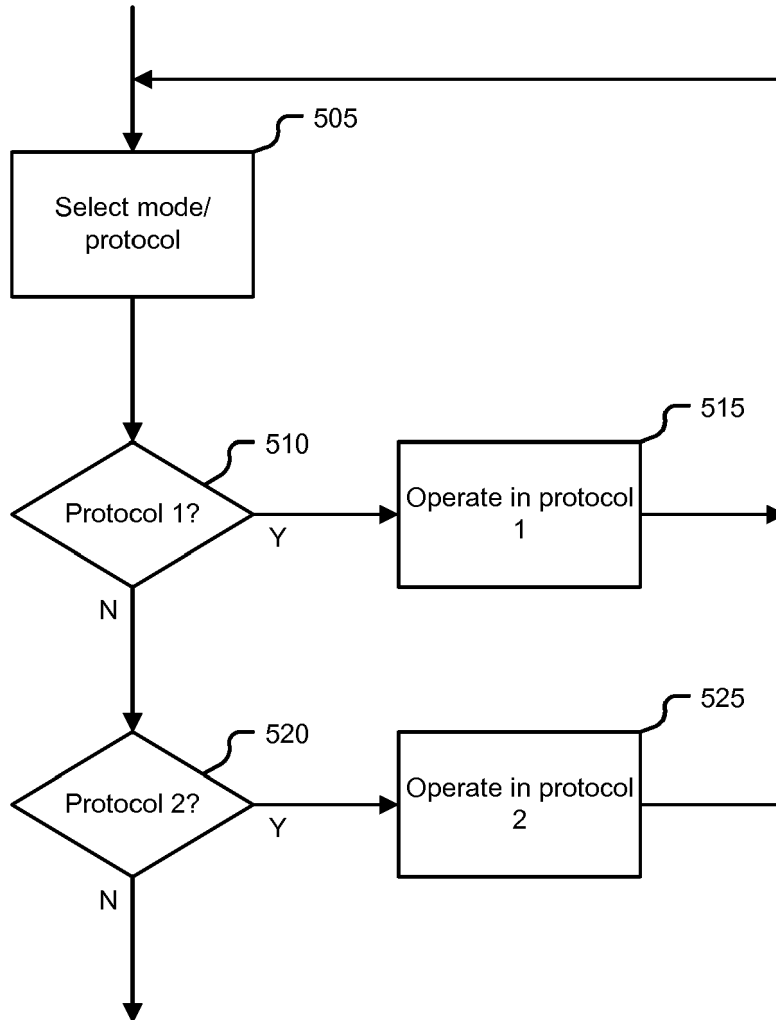 505
Select mode/
protocol
510
Protocol 1?
Y
N
515
Operate in protocol
1
520
Protocol 2?
Y
N
525
Operate in protocol
2